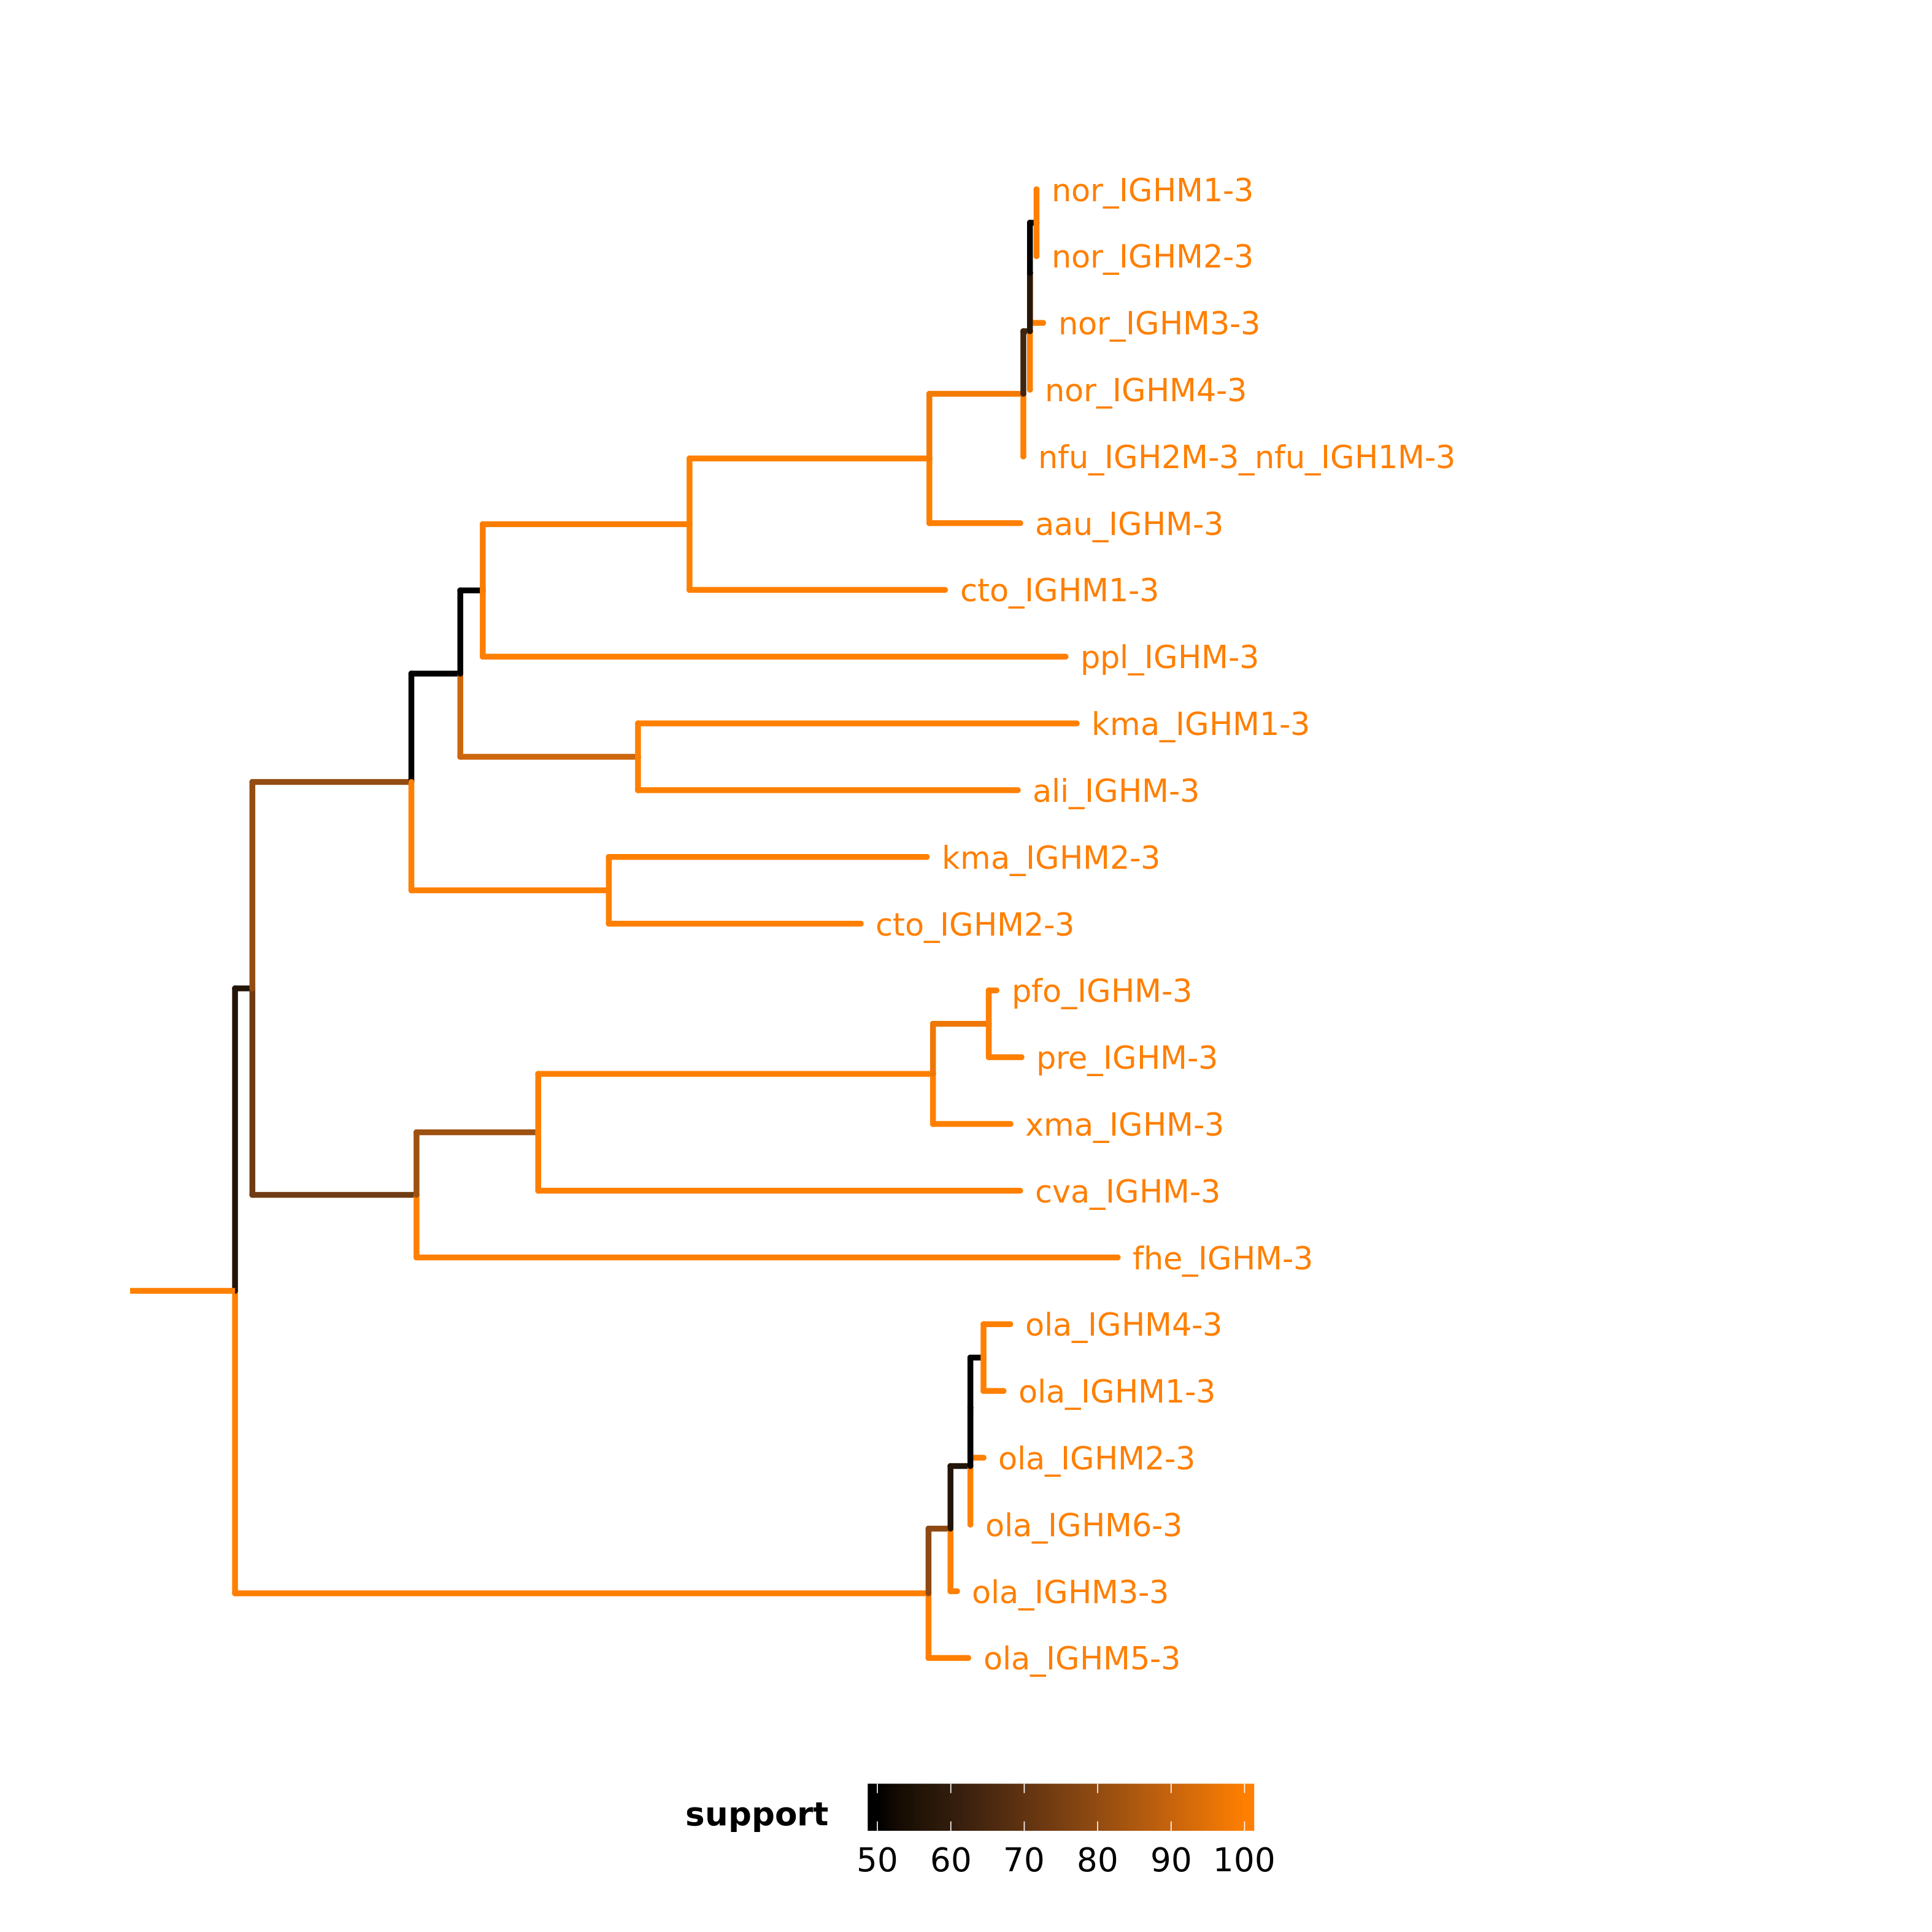 nor_IGHM1-3
nor_IGHM2-3
nor_IGHM3-3
nor_IGHM4-3
nfu_IGH2M-3_nfu_IGH1M-3
aau_IGHM-3
cto_IGHM1-3
ppl_IGHM-3
kma_IGHM1-3
ali_IGHM-3
kma_IGHM2-3
cto_IGHM2-3
pfo_IGHM-3
pre_IGHM-3
xma_IGHM-3
cva_IGHM-3
fhe_IGHM-3
ola_IGHM4-3
ola_IGHM1-3
ola_IGHM2-3
ola_IGHM6-3
ola_IGHM3-3
ola_IGHM5-3
support
50 60 70 80 90 100